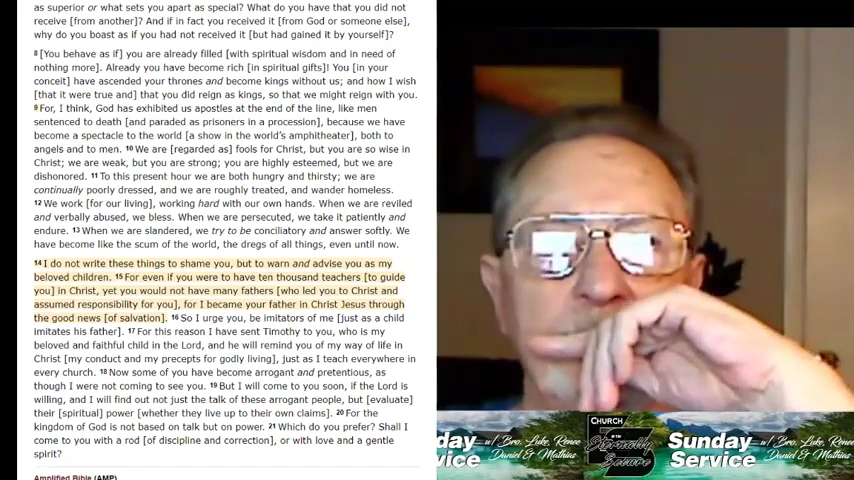 as superior or what sets you apart as special? What do you have that you did not
receive [from another]? And if in fact you received it [from God or someone else],
why do you boast as if you had not received it [but had gained it by yourself]?
8 [You behave as if] you are already filled [with spiritual wisdom and in need of
nothing more]. Already you have become rich [in spiritual gifts]! You [in your
conceit] have ascended your thrones and become kings without us; and how I wish
[that it were true and] that you did reign as kings, so that we might reign with you.
9 For, I think, God has exhibited us apostles at the end of the line, like men
sentenced to death [and paraded as prisoners in a procession], because we have
become a spectacle to the world [a show in the world's amphitheater], both to
angels and to men. 10 We are [regarded as] fools for Christ, but you are so wise in
Christ; we are weak, but you are strong; you are highly esteemed, but we are
dishonored. 11 To this present hour we are both hungry and thirsty; we are
continually poorly dressed, and we are roughly treated, and wander homeless.
12 We work [for our living], working hard with our own hands. When we are reviled
and verbally abused, we bless. When we are persecuted, we take it patiently and
endure. 13 When we are slandered, we try to be conciliatory and answer softly. We
have become like the scum of the world, the dregs of all things, even until now.
14 I do not write these things to shame you, but to warn and advise you as my
beloved children. 15 For even if you were to have ten thousand teachers [to guide
you] in Christ, yet you would not have many fathers [who led you to Christ and
assumed responsibility for you], for I became your father in Christ Jesus through
the good news [of salvation]. 16 So I urge you, be imitators of me [just as a child
imitates his father]. 17 For this reason I have sent Timothy to you, who is my
beloved and faithful child in the Lord, and he will remind you of my way of life in
Christ [my conduct and my precepts for godly living], just as I teach everywhere in
every church. 18 Now some of you have become arrogant and pretentious, as
though I were not coming to see you. 19 But I will come to you soon, if the Lord is
willing, and I will find out not just the talk of these arrogant people, but [evaluate]
their [spiritual] power [whether they live up to their own claims]. 20 For the
kingdom of God is not based on talk but on power. 21 Which do you prefer? Shall I
come to you with a rod [of discipline and correction], or with love and a gentle
spirit?
Amplified Bible (AMP)
day
vice
w/ Bro. Luke, Renee
Daniel & Mathias
CHURCH
OF THE
Eternally
Secure
Sunday
Service
w/ Bro. Luke, Renee
Daniel & Mathias